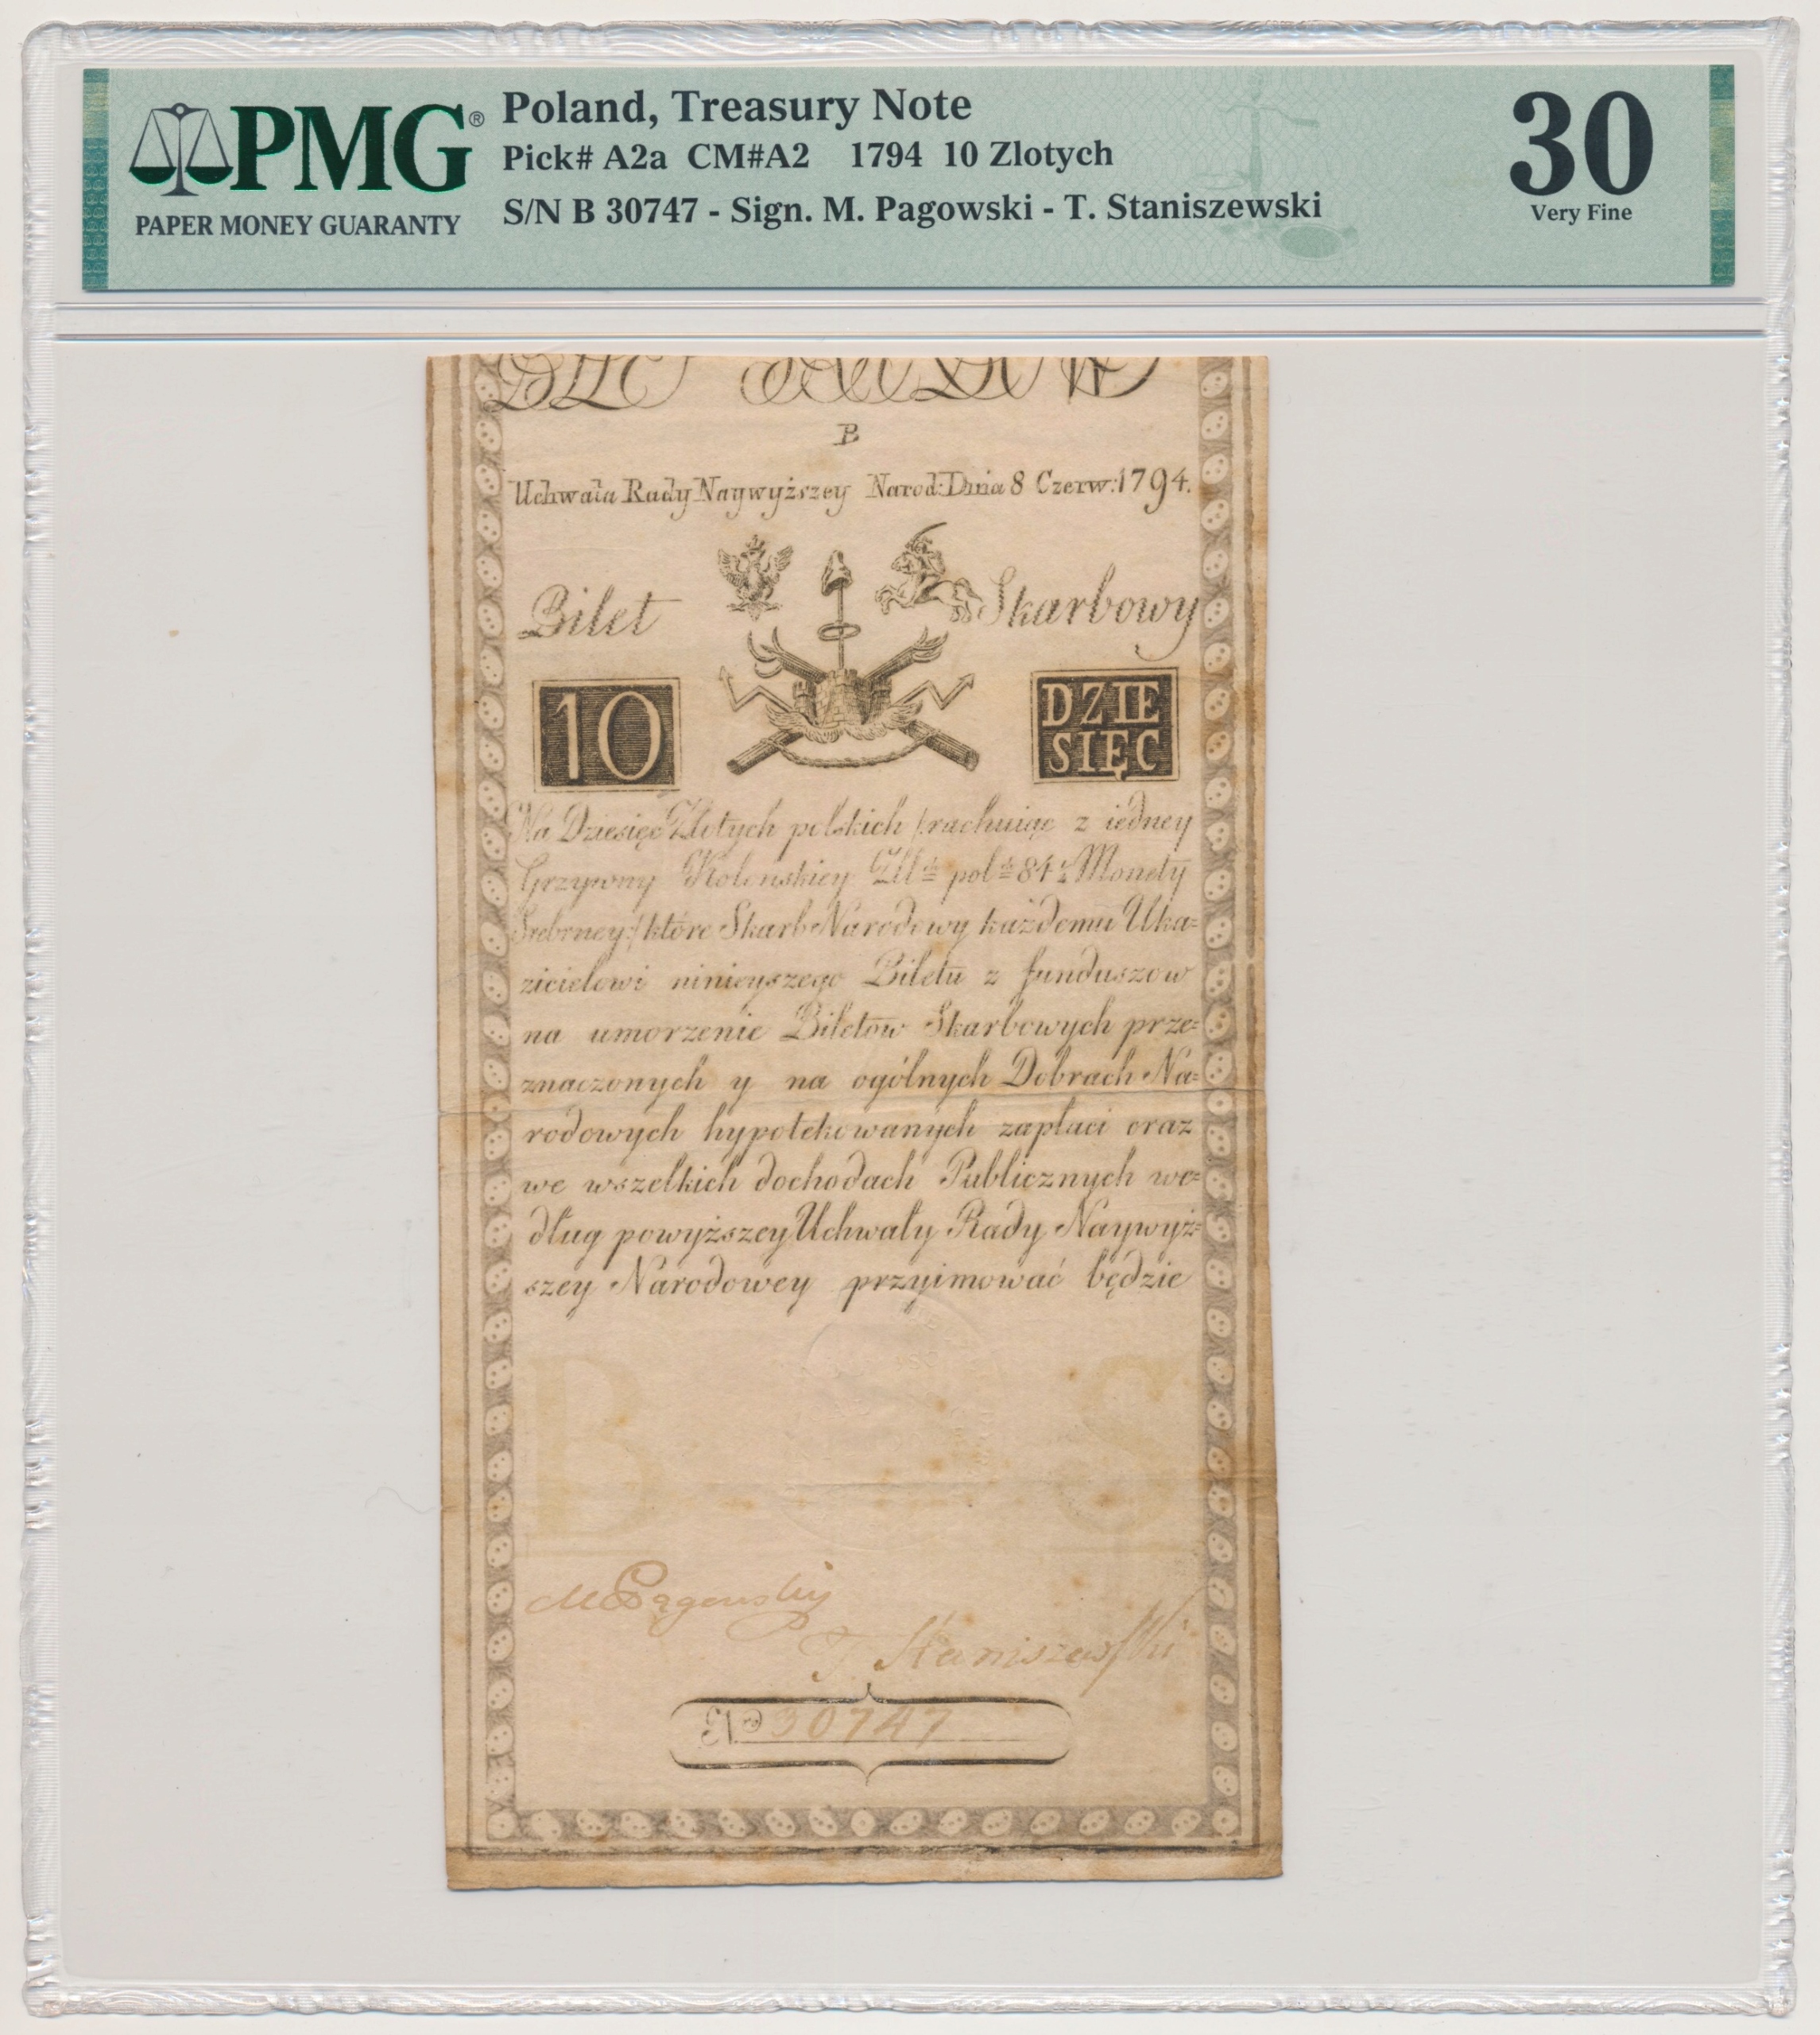 PMG®
PAPER MONEY GUARANTY
Poland, Treasury Note
Pick# A2a CM#A2 1794 10 Zlotych
S/N B 30747 - Sign. M. Pagowski - T. Staniszewski
30
Very Fine
B
Uchwała Rady Naywyższey Narod: Dnia 8 Czerw: 1794.
Bilet Skarbowy
10
DZIE
SIĘC
Na Dziesięc Złotych polskich /:rachuiąc z iedney
Grzywny Kolonskiey Zll pol 84 Monety
Srebrney:/ które Skarb Narodowy każdemu Uka=
zicielowi ninieyszego Biletu z funduszow
na umorzenie Biletow Skarbowych prze=
znaczonych y na ogólnych Dobrach Na=
rodowych hypotekowanych zapłaci oraz
we wszelkich dochodach Publicznych we=
dług powyższey Uchwały Rady Naywyż=
szey Narodowey przyimować będzie
B S
M Pągowski
T. Staniszewski
No 30747